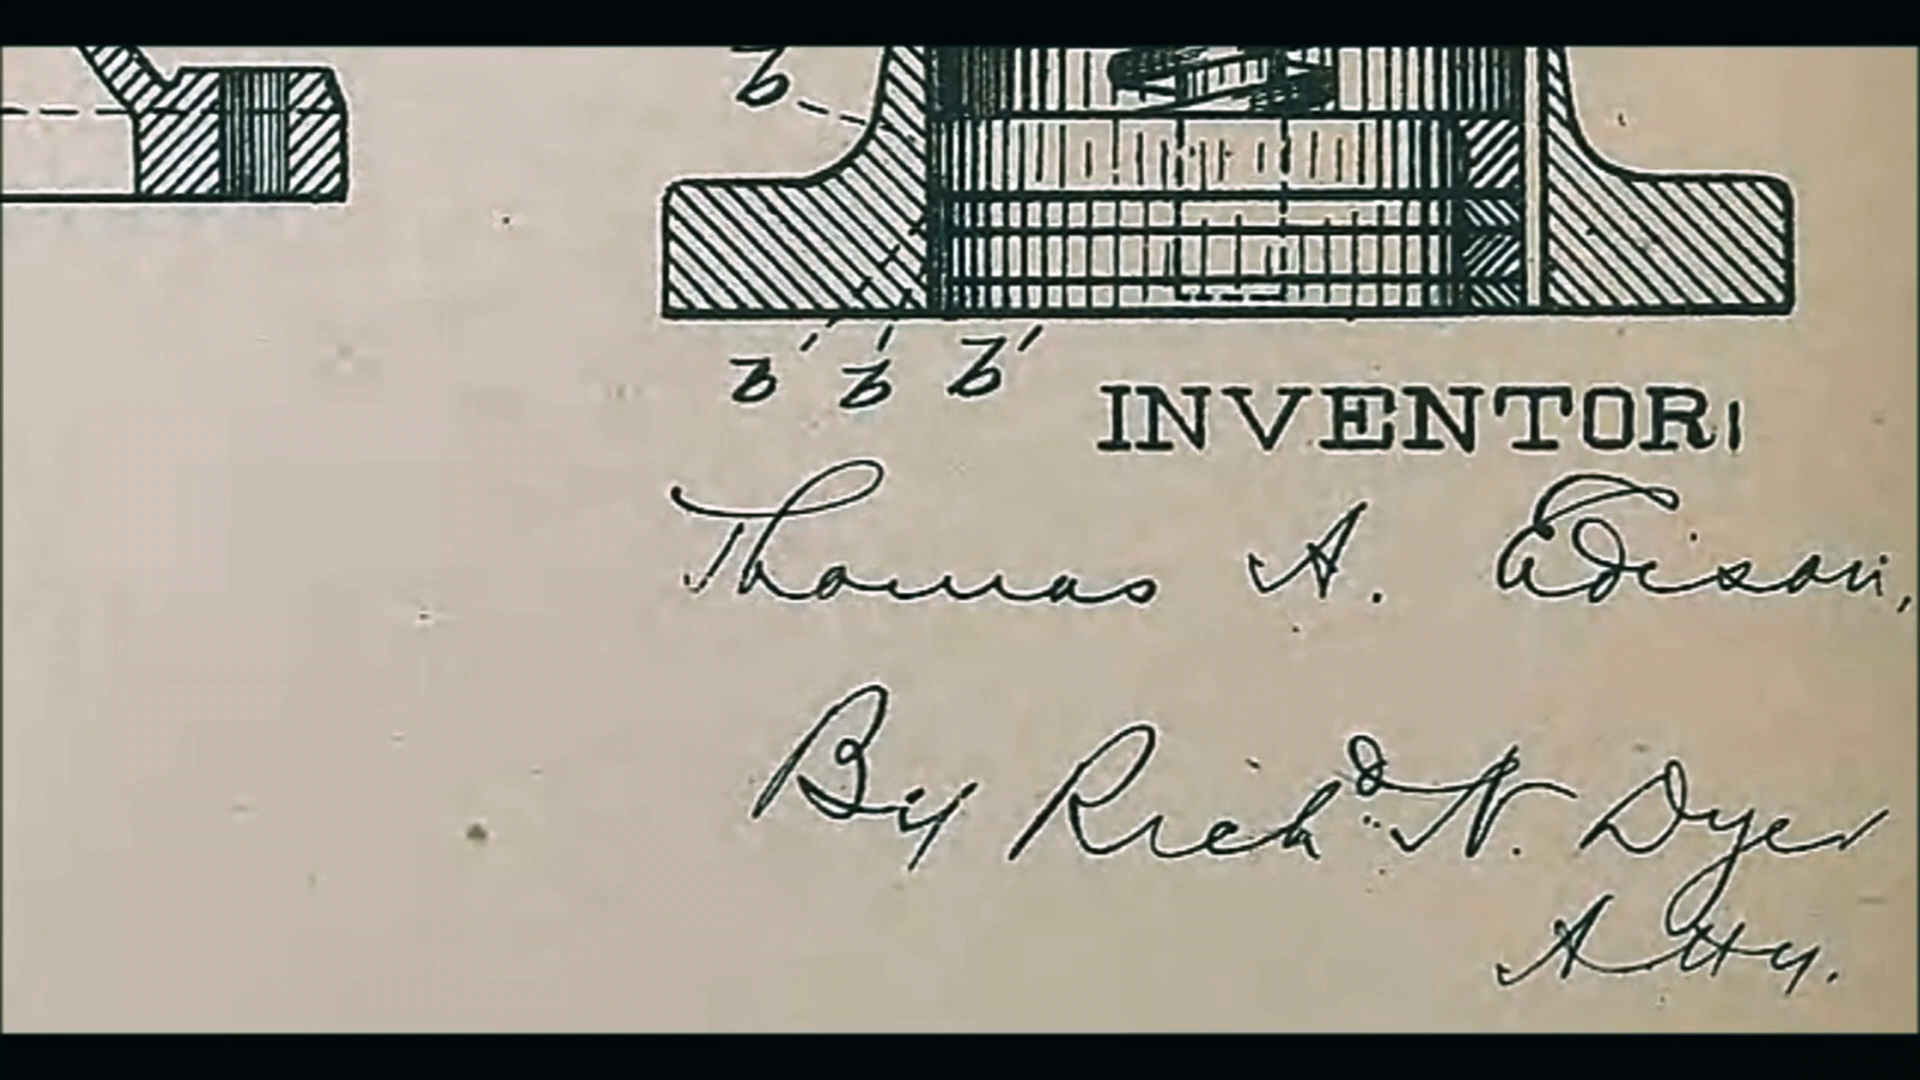 b
b' b b'
INVENTOR:
Thomas A. Edison,
By Richd. N. Dyer
Atty.